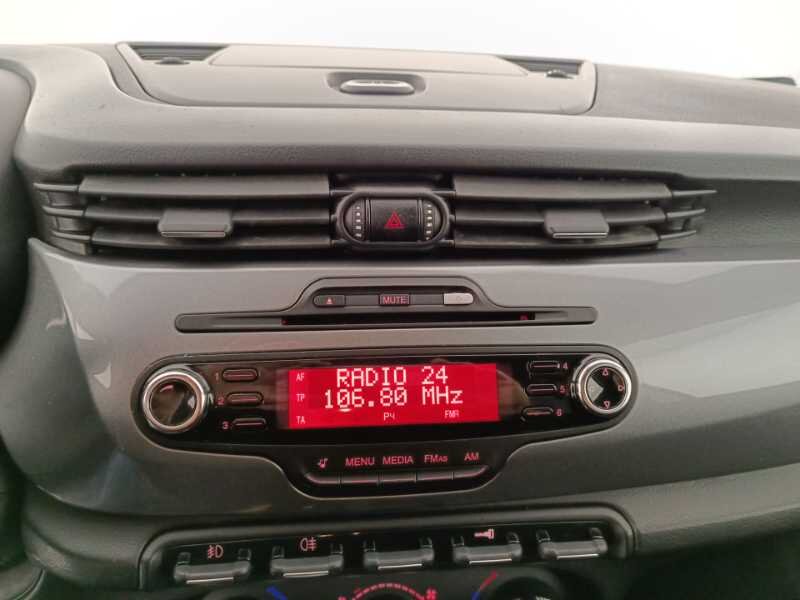 MUTE
1
2
3
AF
TP
TA
RADIO 24
106.80 MHz
P4
FMR
4
5
6
MENU MEDIA FMAS AM